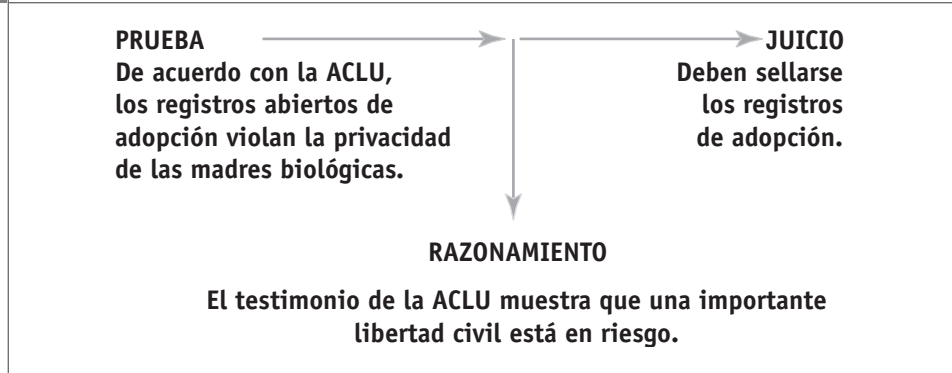 PRUEBA
De acuerdo con la ACLU,
los registros abiertos de
adopción violan la privacidad
de las madres biológicas.
JUICIO
Deben sellarse
los registros
de adopción.
RAZONAMIENTO
El testimonio de la ACLU muestra que una importante
libertad civil está en riesgo.